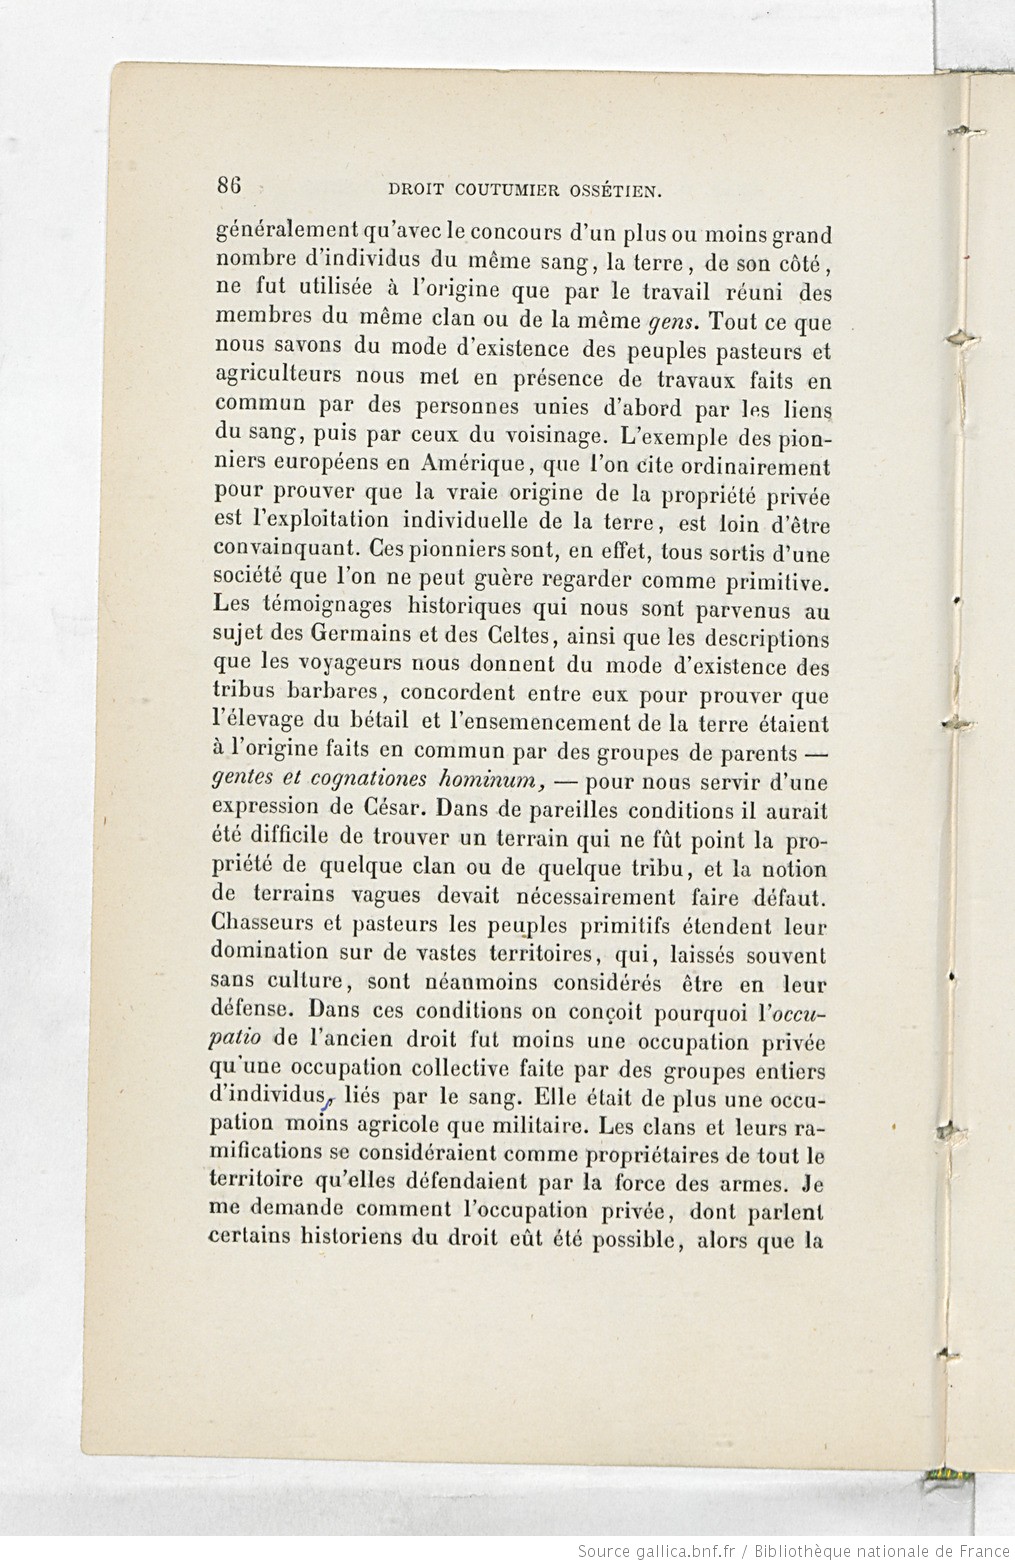 86
DROIT COUTUMIER OSSÉTIEN.
généralement qu'avec le concours d'un plus ou moins grand
nombre d'individus du même sang, la terre, de son côté,
ne fut utilisée à l'origine que par le travail réuni des
membres du même clan ou de la même gens. Tout ce que
nous savons du mode d'existence des peuples pasteurs et
agriculteurs nous met en présence de travaux faits en
commun par des personnes unies d'abord par les liens
du sang, puis par ceux du voisinage. L'exemple des pion-
niers européens en Amérique, que l'on cite ordinairement
pour prouver que la vraie origine de la propriété privée
est l'exploitation individuelle de la terre, est loin d'être
convainquant. Ces pionniers sont, en effet, tous sortis d'une
société que l'on ne peut guère regarder comme primitive.
Les témoignages historiques qui nous sont parvenus au
sujet des Germains et des Celtes, ainsi que les descriptions
que les voyageurs nous donnent du mode d'existence des
tribus barbares, concordent entre eux pour prouver que
l'élevage du bétail et l'ensemencement de la terre étaient
à l'origine faits en commun par des groupes de parents —
gentes et cognationes hominum, — pour nous servir d'une
expression de César. Dans de pareilles conditions il aurait
été difficile de trouver un terrain qui ne fût point la pro-
priété de quelque clan ou de quelque tribu, et la notion
de terrains vagues devait nécessairement faire défaut.
Chasseurs et pasteurs les peuples primitifs étendent leur
domination sur de vastes territoires, qui, laissés souvent
sans culture, sont néanmoins considérés être en leur
défense. Dans ces conditions on conçoit pourquoi l'occu-
patio de l'ancien droit fut moins une occupation privée
qu'une occupation collective faite par des groupes entiers
d'individus, liés par le sang. Elle était de plus une occu-
pation moins agricole que militaire. Les clans et leurs ra-
mifications se considéraient comme propriétaires de tout le
territoire qu'elles défendaient par la force des armes. Je
me demande comment l'occupation privée, dont parlent
certains historiens du droit eût été possible, alors que la
Source gallica.bnf.fr / Bibliothèque nationale de France